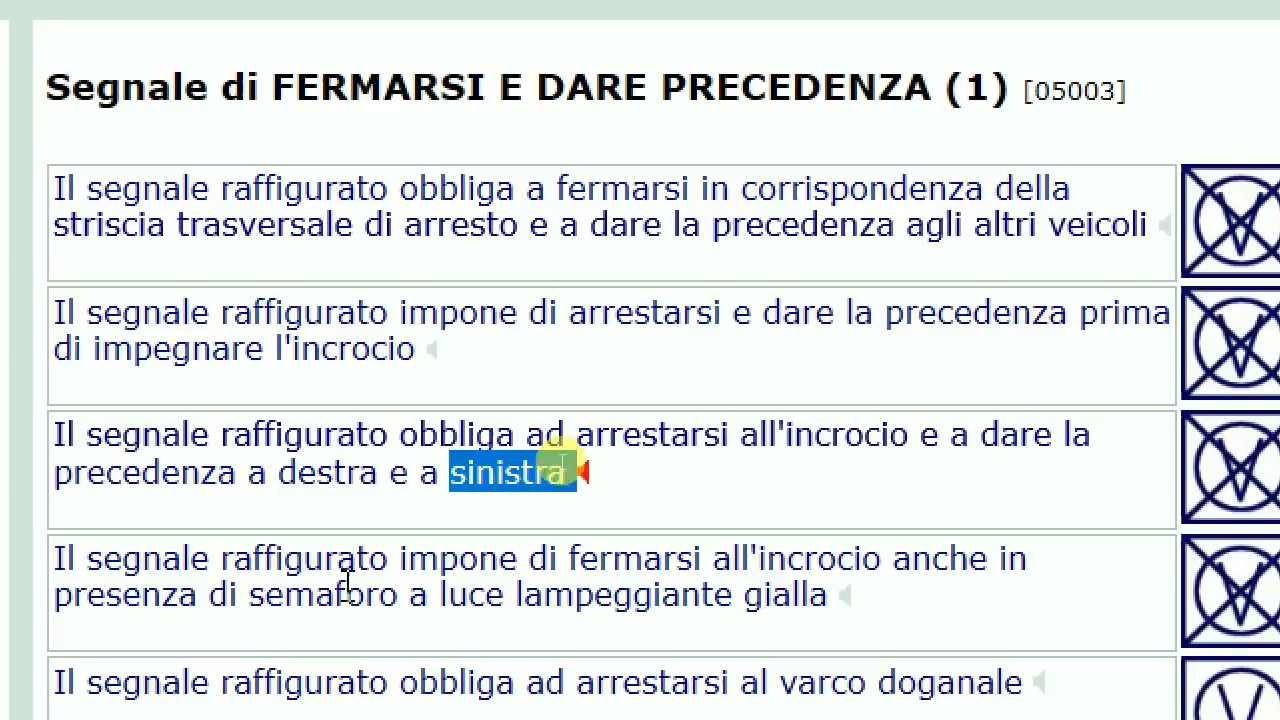 Segnale di FERMARSI E DARE PRECEDENZA (1) [05003]
Il segnale raffigurato obbliga a fermarsi in corrispondenza della
striscia trasversale di arresto e a dare la precedenza agli altri veicoli
V
Il segnale raffigurato impone di arrestarsi e dare la precedenza prima
di impegnare l'incrocio
V
Il segnale raffigurato obbliga ad arrestarsi all'incrocio e a dare la
precedenza a destra e a sinistra
V
Il segnale raffigurato impone di fermarsi all'incrocio anche in
presenza di semaforo a luce lampeggiante gialla
V
Il segnale raffigurato obbliga ad arrestarsi al varco doganale
V